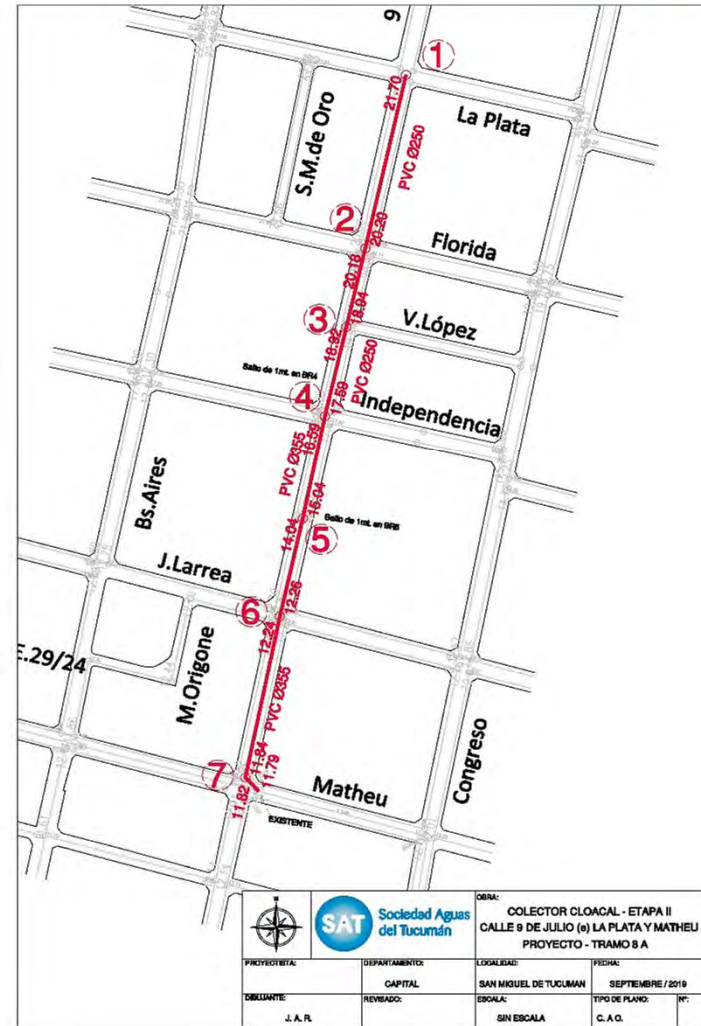 9
1
21.70
La Plata
S.M.de Oro
PVC Ø250
2
20.20
Florida
20.18
18.94
3
V.López
18.92
Salto de 1mt. en BR4
PVC Ø250
4
17.59
Independencia
16.59
PVC Ø355
Bs.Aires
15.04
Salto de 1mt. en BR5
14.04
5
J.Larrea
12.26
6
12.24
E.29/24
M.Origone
PVC Ø355
Congreso
11.84
7
11.79
Matheu
11.82
EXISTENTE
SAT
Sociedad Aguas
del Tucumán
OBRA:
COLECTOR CLOACAL - ETAPA II
CALLE 9 DE JULIO (e) LA PLATA Y MATHEU
PROYECTO - TRAMO 8 A
PROYECTISTA:
DEPARTAMENTO:
CAPITAL
LOCALIDAD:
SAN MIGUEL DE TUCUMAN
FECHA:
SEPTIEMBRE / 2019
DIBUJANTE:
J. A. R.
REVISADO:
ESCALA:
SIN ESCALA
TIPO DE PLANO:
C. A O.
Nº: